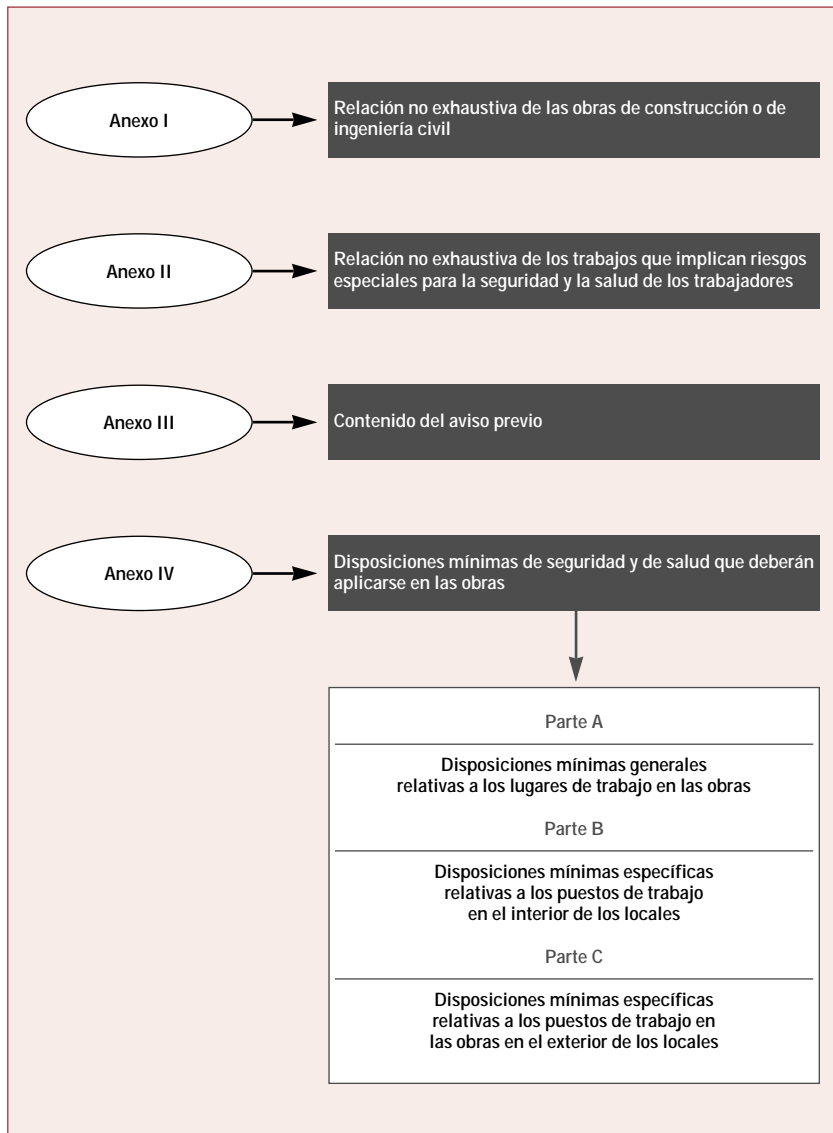 Anexo I
Relación no exhaustiva de las obras de construcción o de
ingeniería civil
Anexo II
Relación no exhaustiva de los trabajos que implican riesgos
especiales para la seguridad y la salud de los trabajadores
Anexo III
Contenido del aviso previo
Anexo IV
Disposiciones mínimas de seguridad y de salud que deberán
aplicarse en las obras
Parte A
Disposiciones mínimas generales
relativas a los lugares de trabajo en las obras
Parte B
Disposiciones mínimas específicas
relativas a los puestos de trabajo
en el interior de los locales
Parte C
Disposiciones mínimas específicas
relativas a los puestos de trabajo en
las obras en el exterior de los locales